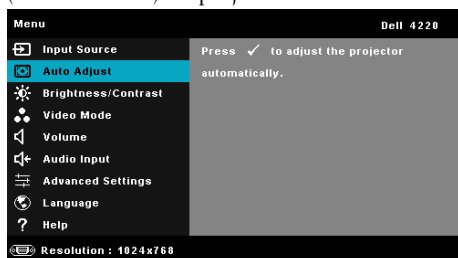 Menu
Dell 4220
Input Source
Press ✓ to adjust the projector
automatically.
Auto Adjust
Brightness/Contrast
Video Mode
Volume
Audio Input
Advanced Settings
Language
? Help
Resolution : 1024x768